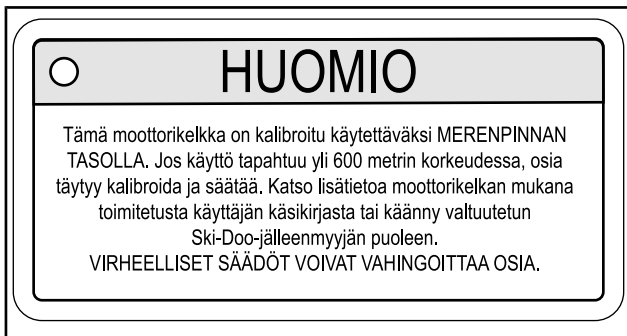 HUOMIO
Tämä moottorikelkka on kalibroitu käytettäväksi MERENPINNAN
TASOLLA. Jos käyttö tapahtuu yli 600 metrin korkeudessa, osia
täytyy kalibroida ja säätää. Katso lisätietoa moottorikelkan mukana
toimitetusta käyttäjän käsikirjasta tai käänny valtuutetun
Ski-Doo-jälleenmyyjän puoleen.
VIRHEELLISET SÄÄDÖT VOIVAT VAHINGOITTAA OSIA.